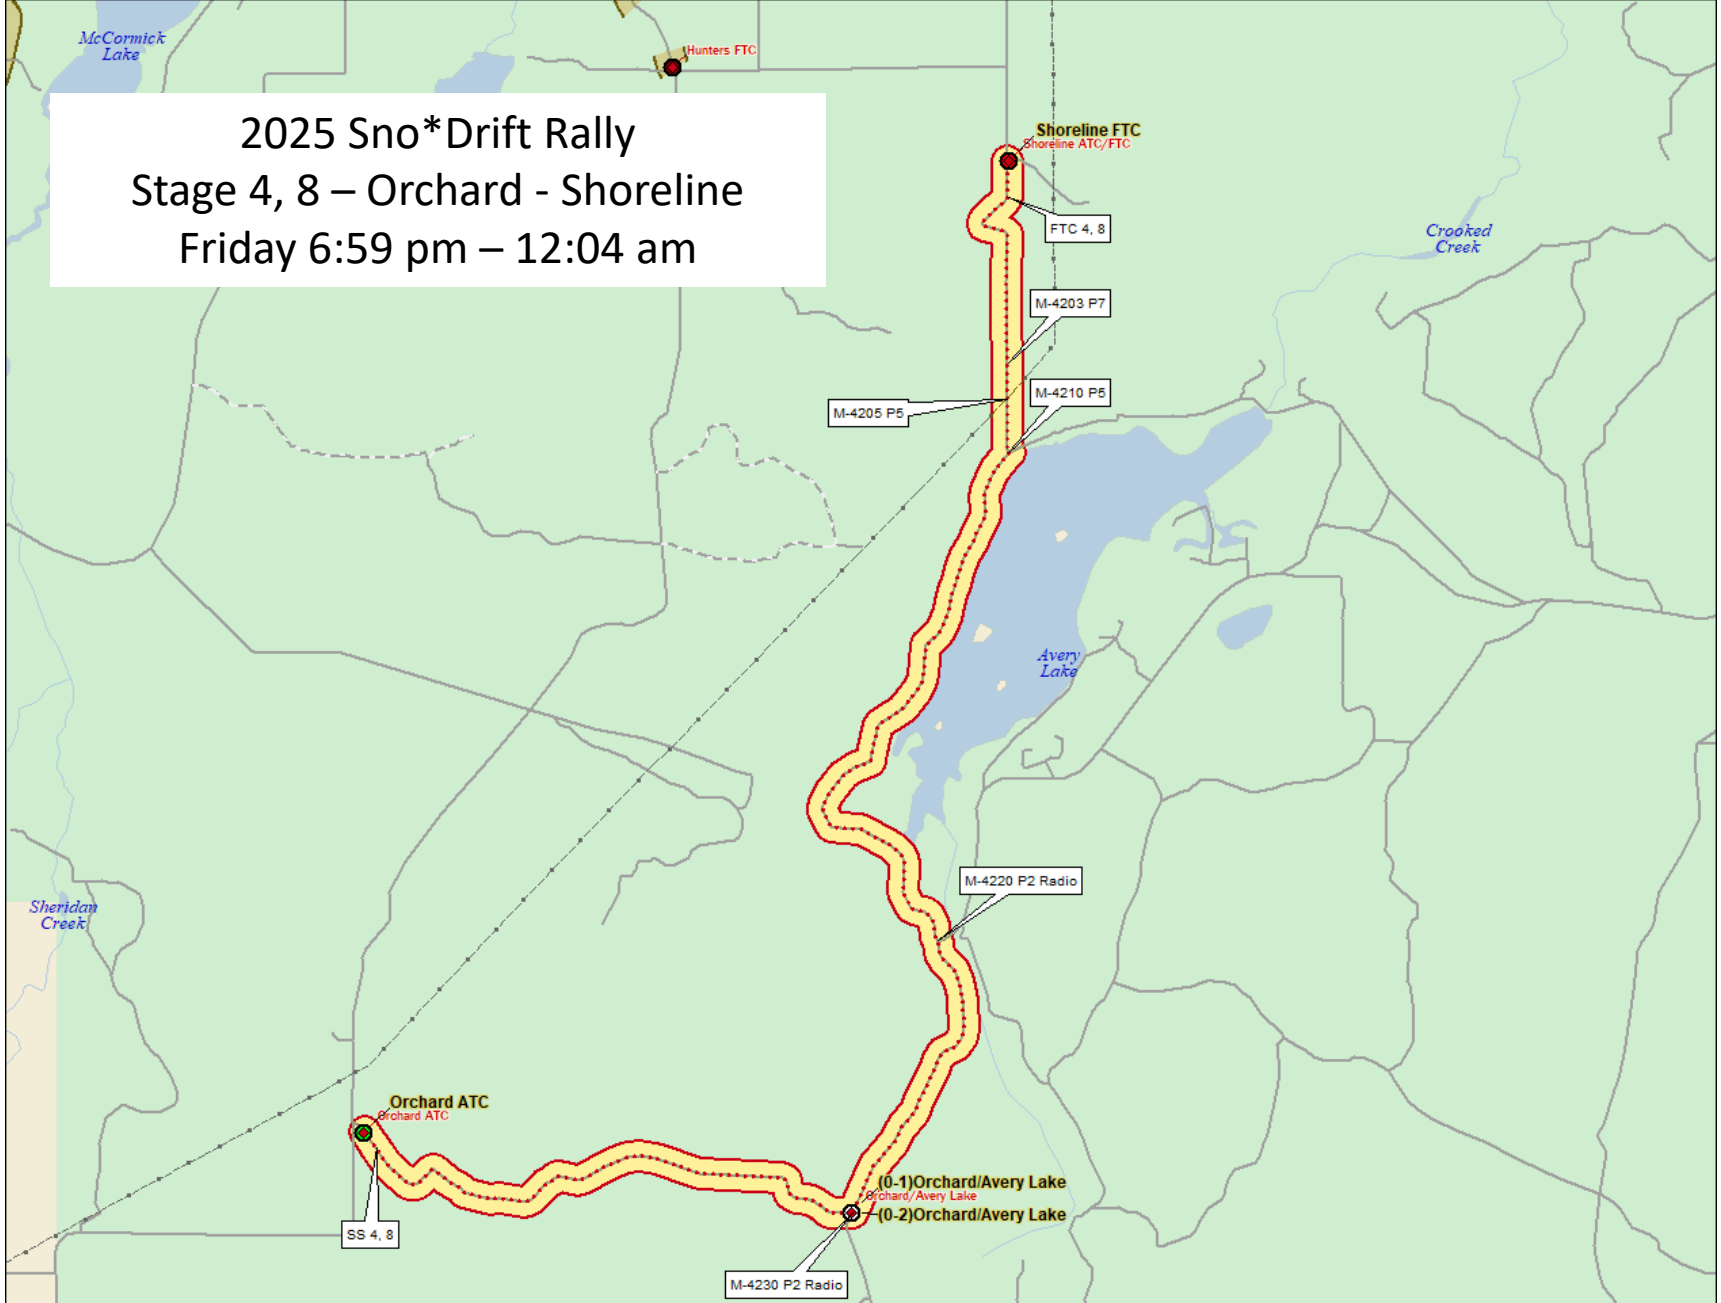 McCormick
Lake
Hunters FTC
2025 Sno*Drift Rally
Stage 4, 8 – Orchard - Shoreline
Friday 6:59 pm – 12:04 am
Shoreline FTC
Shoreline ATC/FTC
FTC 4, 8
Crooked
Creek
M-4203 P7
M-4210 P5
M-4205 P5
Avery
Lake
M-4220 P2 Radio
Sheridan
Creek
Orchard ATC
Orchard ATC
(0-1)Orchard/Avery Lake
Orchard/Avery Lake
(0-2)Orchard/Avery Lake
SS 4, 8
M-4230 P2 Radio